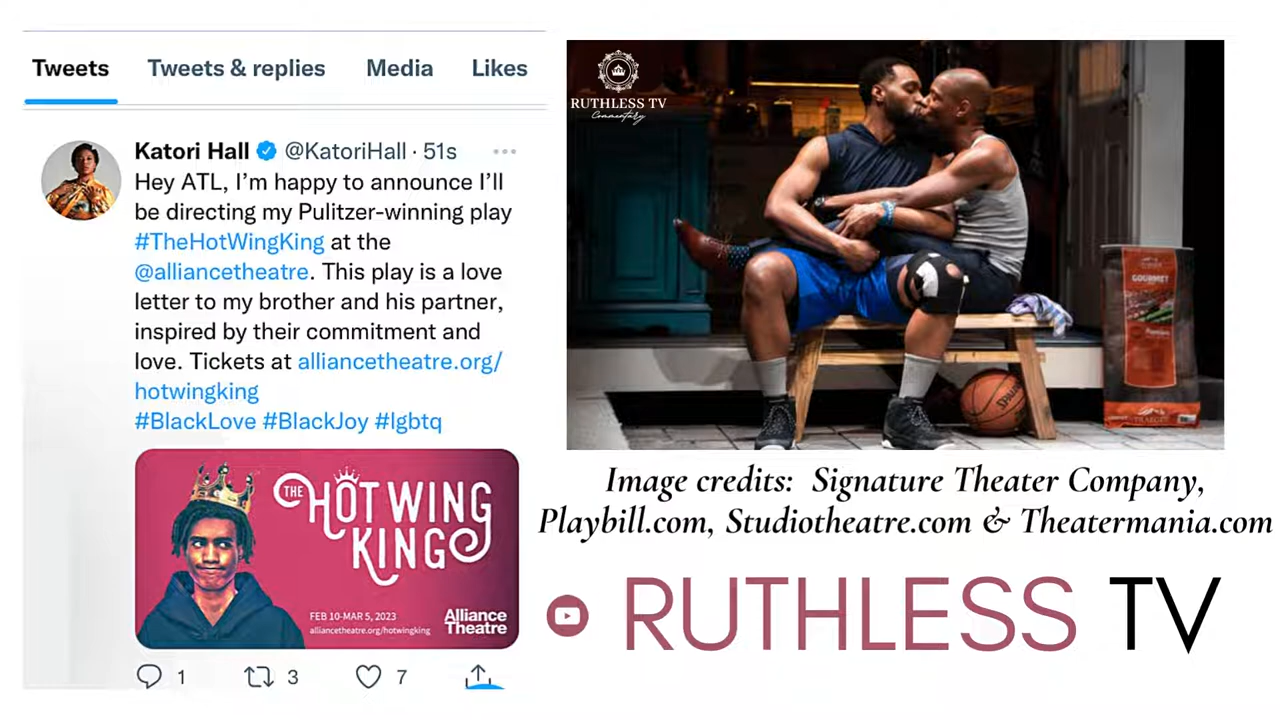 Tweets Tweets & replies Media Likes
Katori Hall @KatoriHall · 51s
Hey ATL, I'm happy to announce I'll
be directing my Pulitzer-winning play
#TheHotWingKing at the
@alliancetheatre. This play is a love
letter to my brother and his partner,
inspired by their commitment and
love. Tickets at alliancetheatre.org/
hotwingking
#BlackLove #BlackJoy #lgbtq
THE HOT WING
KING
FEB 10-MAR 5, 2023
alliancetheatre.org/hotwingking
Alliance
Theatre
1 3 7
RUTHLESS TV
Commentary
GOURMET
SPALDING
TRAEGER
Image credits: Signature Theater Company,
Playbill.com, Studiotheatre.com & Theatermania.com
RUTHLESS TV